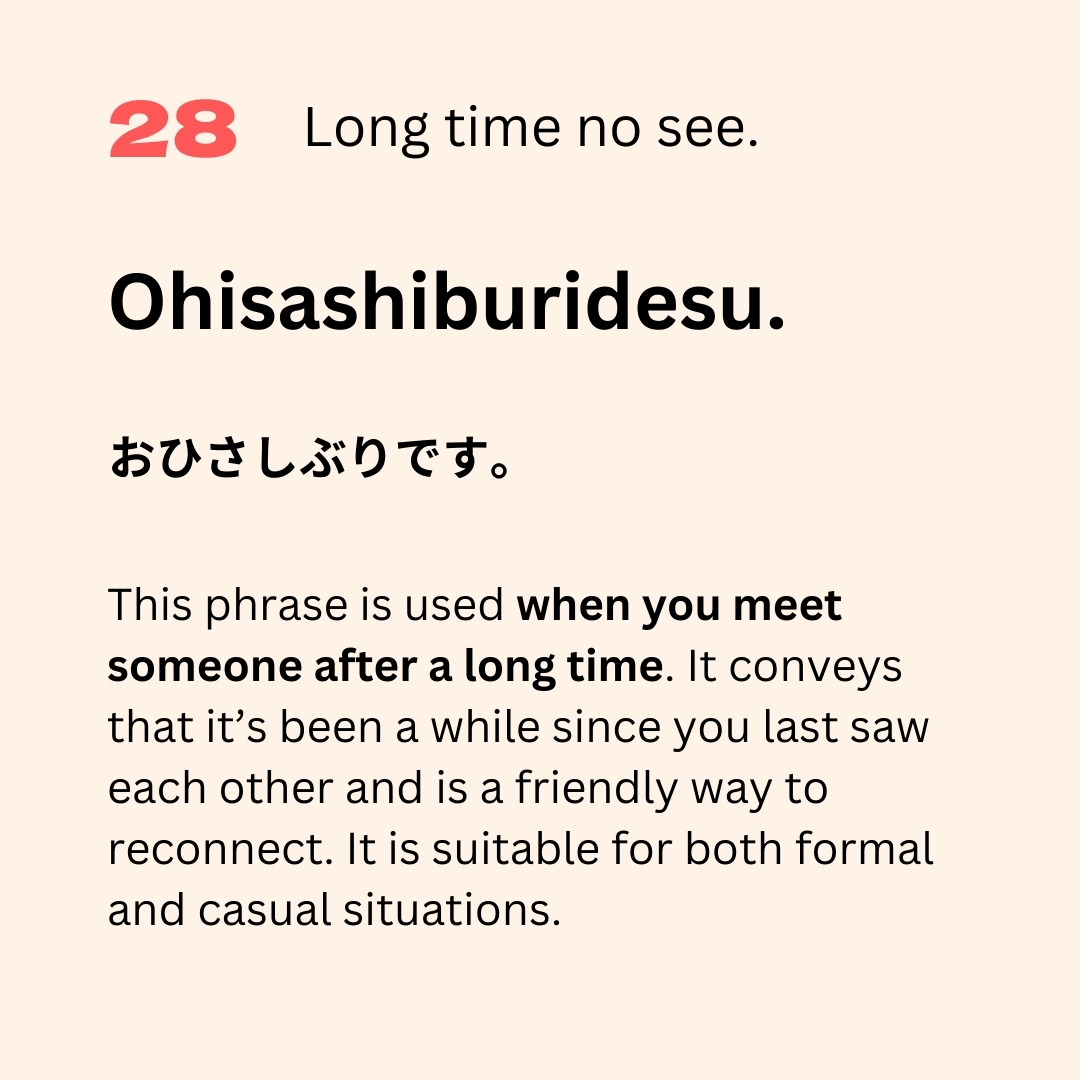 28 Long time no see.
Ohisashiburidesu.
おひさしぶりです。
This phrase is used when you meet
someone after a long time. It conveys
that it’s been a while since you last saw
each other and is a friendly way to
reconnect. It is suitable for both formal
and casual situations.